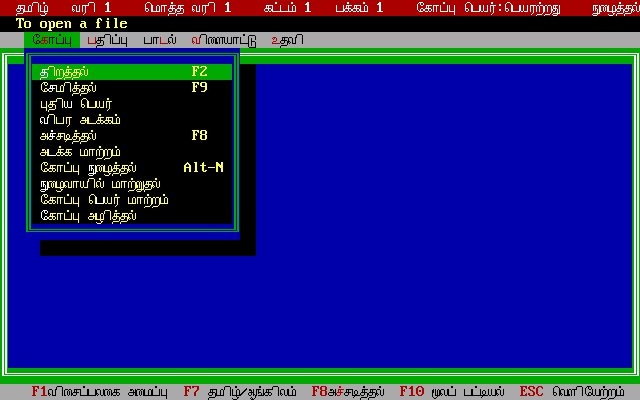 தமிழ் வரி 1 மொத்த வரி 1 கட்டம் 1 பக்கம் 1 கோப்பு பெயர்:பெயரற்றது நுழைத்தல்
To open a file
கோப்பு பதிப்பு பாடல் விளையாட்டு உதவி
திறத்தல் F2
சேமித்தல் F9
புதிய பெயர்
விபர அடக்கம்
அச்சடித்தல் F8
அடக்க மாற்றம்
கோப்பு நுழைத்தல் Alt-N
நுழைவாயில் மாற்றுதல்
கோப்பு பெயர் மாற்றம்
கோப்பு அழித்தல்
F1விசைப்பலகை அமைப்பு F7 தமிழ்/ஆங்கிலம் F8அச்சடித்தல் F10 மூலப் பட்டியல் ESC வெளியேற்றம்